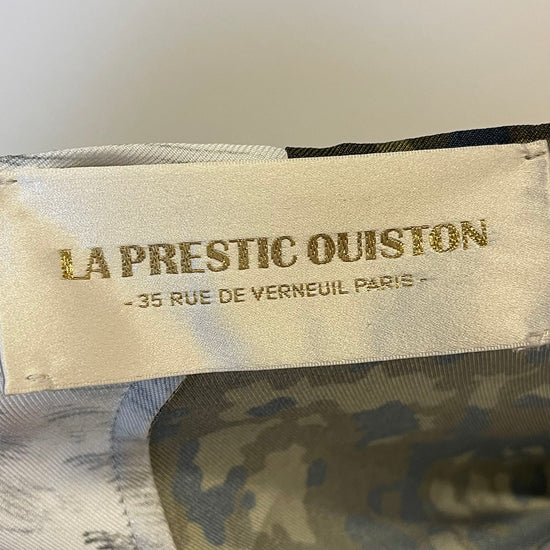 LA PRESTIC OUISTON
- 35 RUE DE VERNEUIL PARIS -